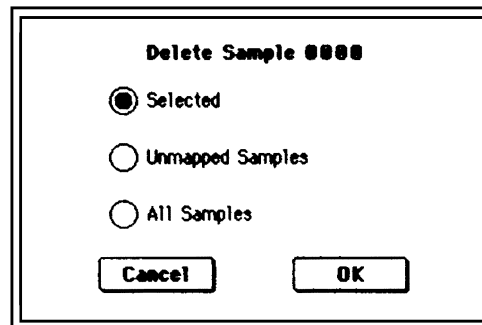 Delete Sample 0000
Selected
Unmapped Samples
All Samples
Cancel OK